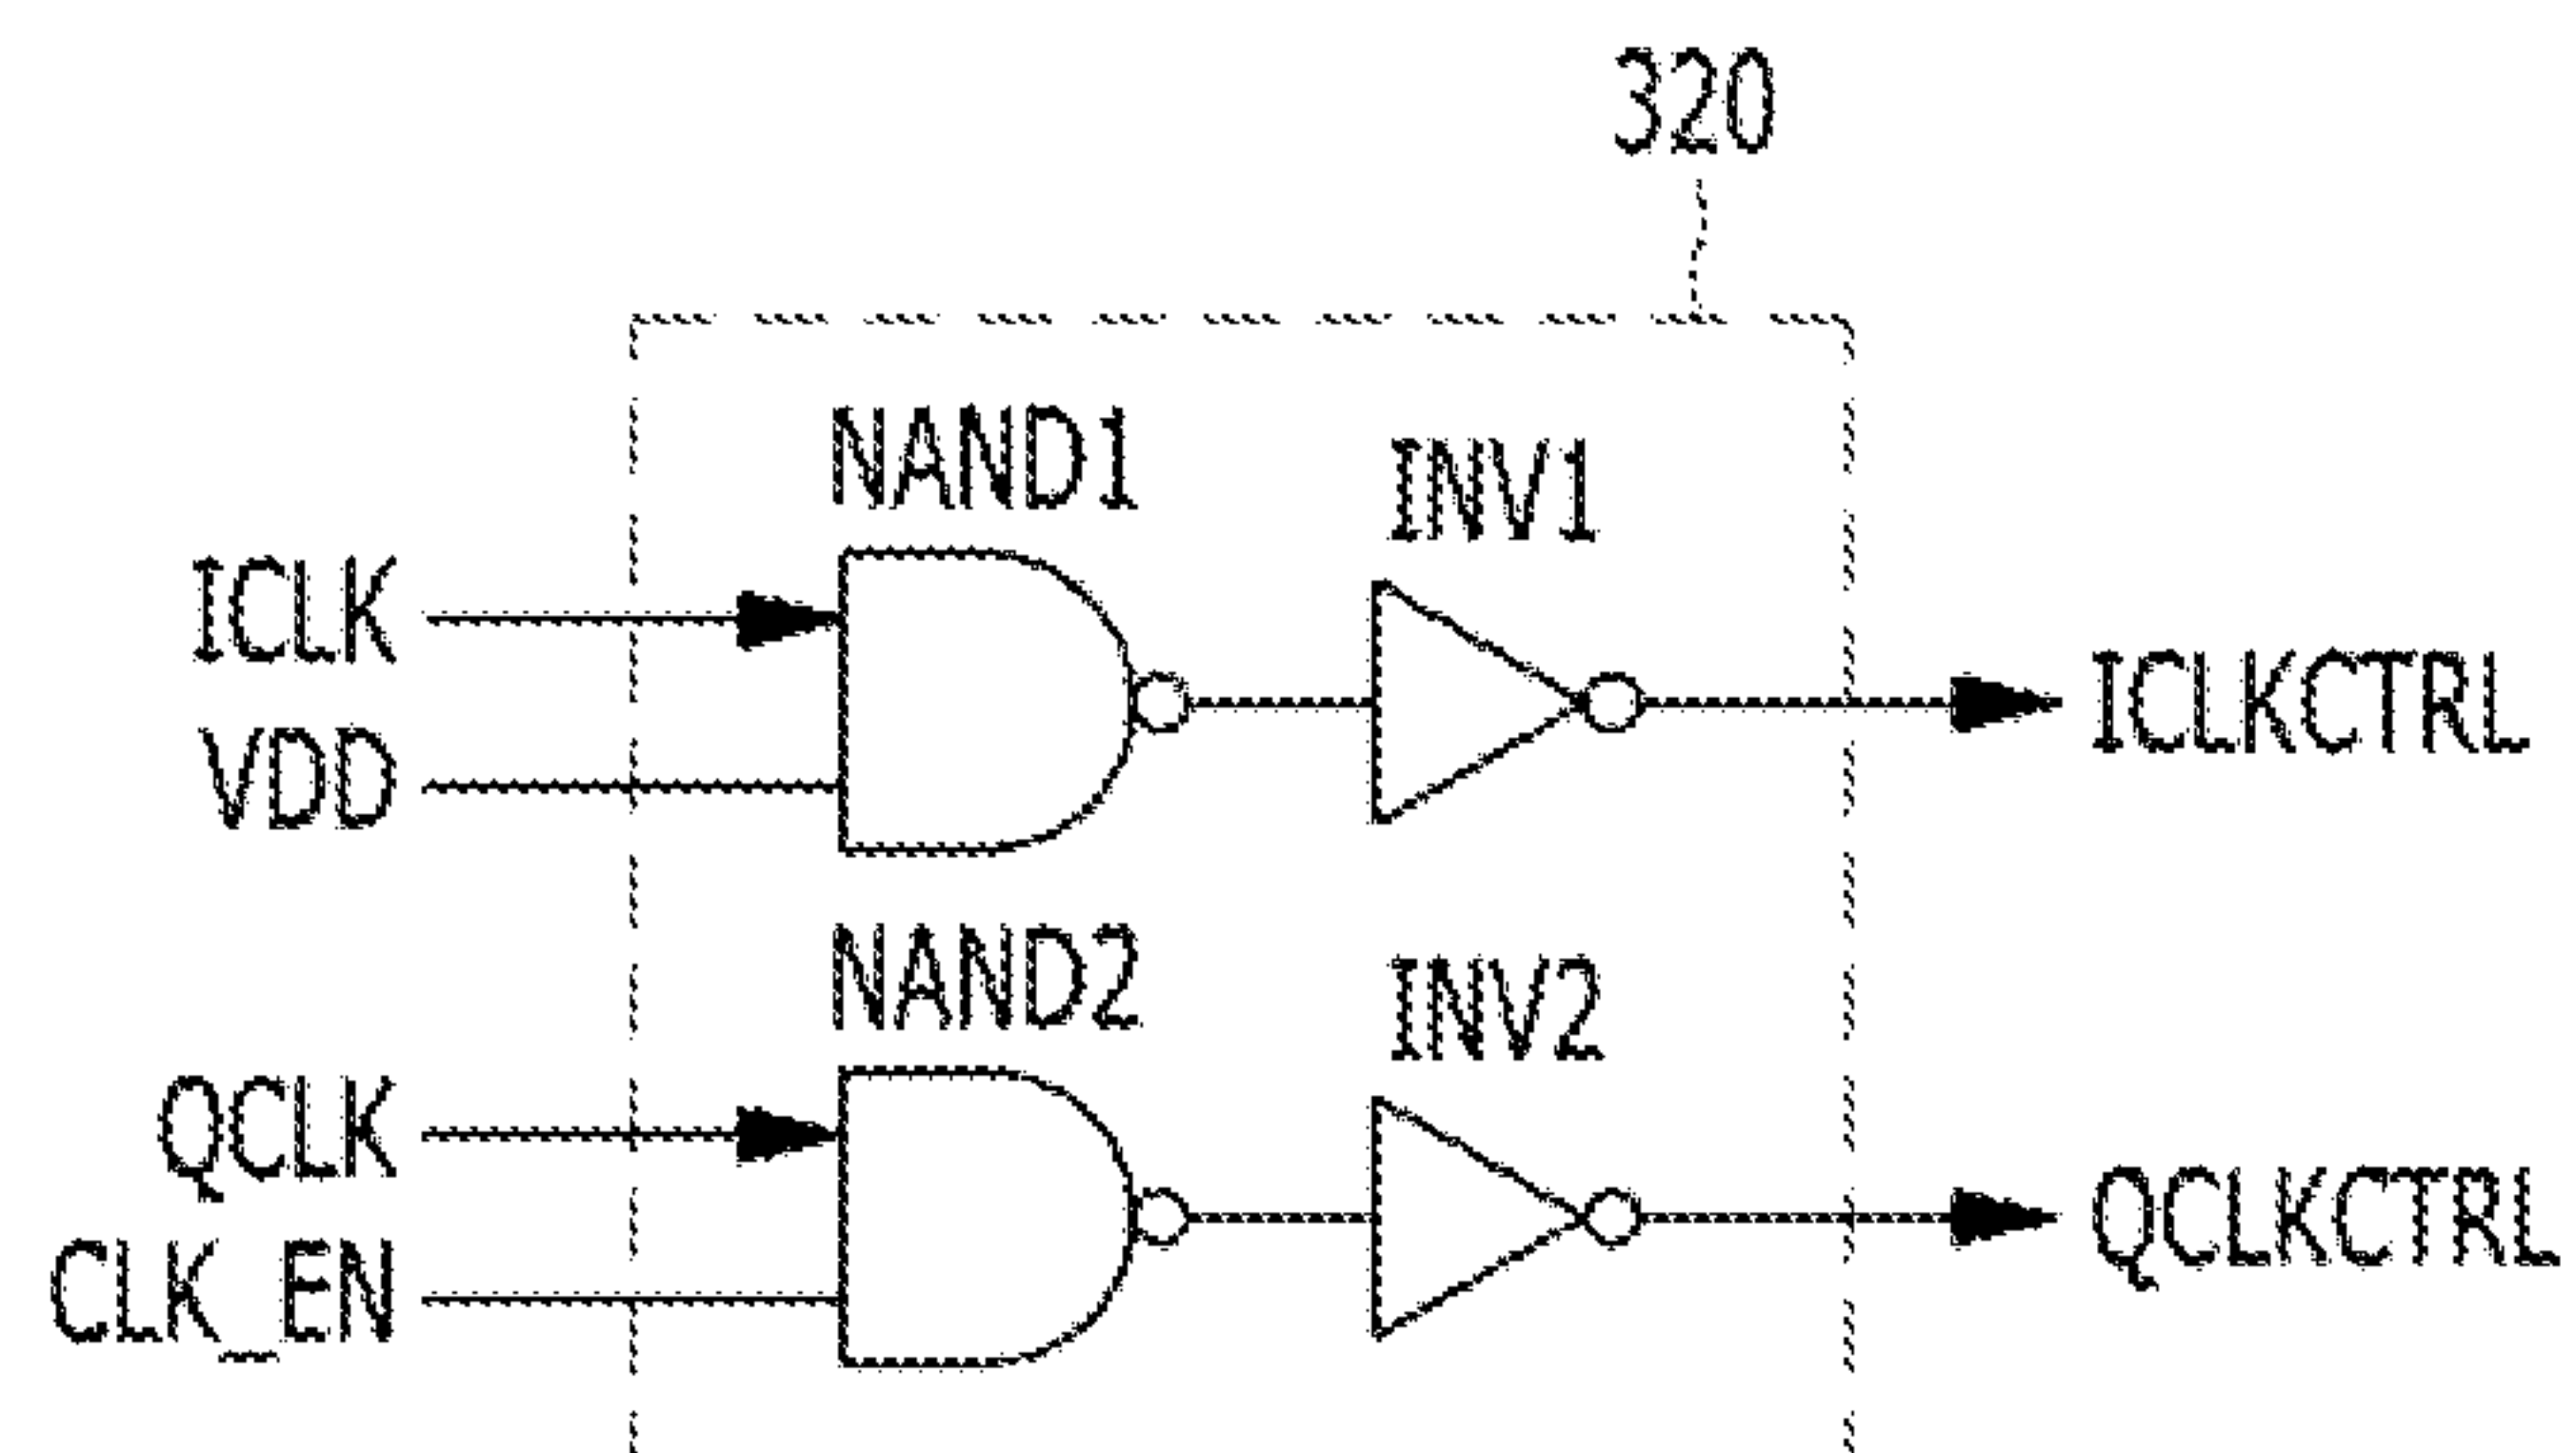 320
NAND1
INV1
ICLK
VDD
ICLKCTRL
NAND2
INV2
QCLK
CLK_EN
QCLKCTRL